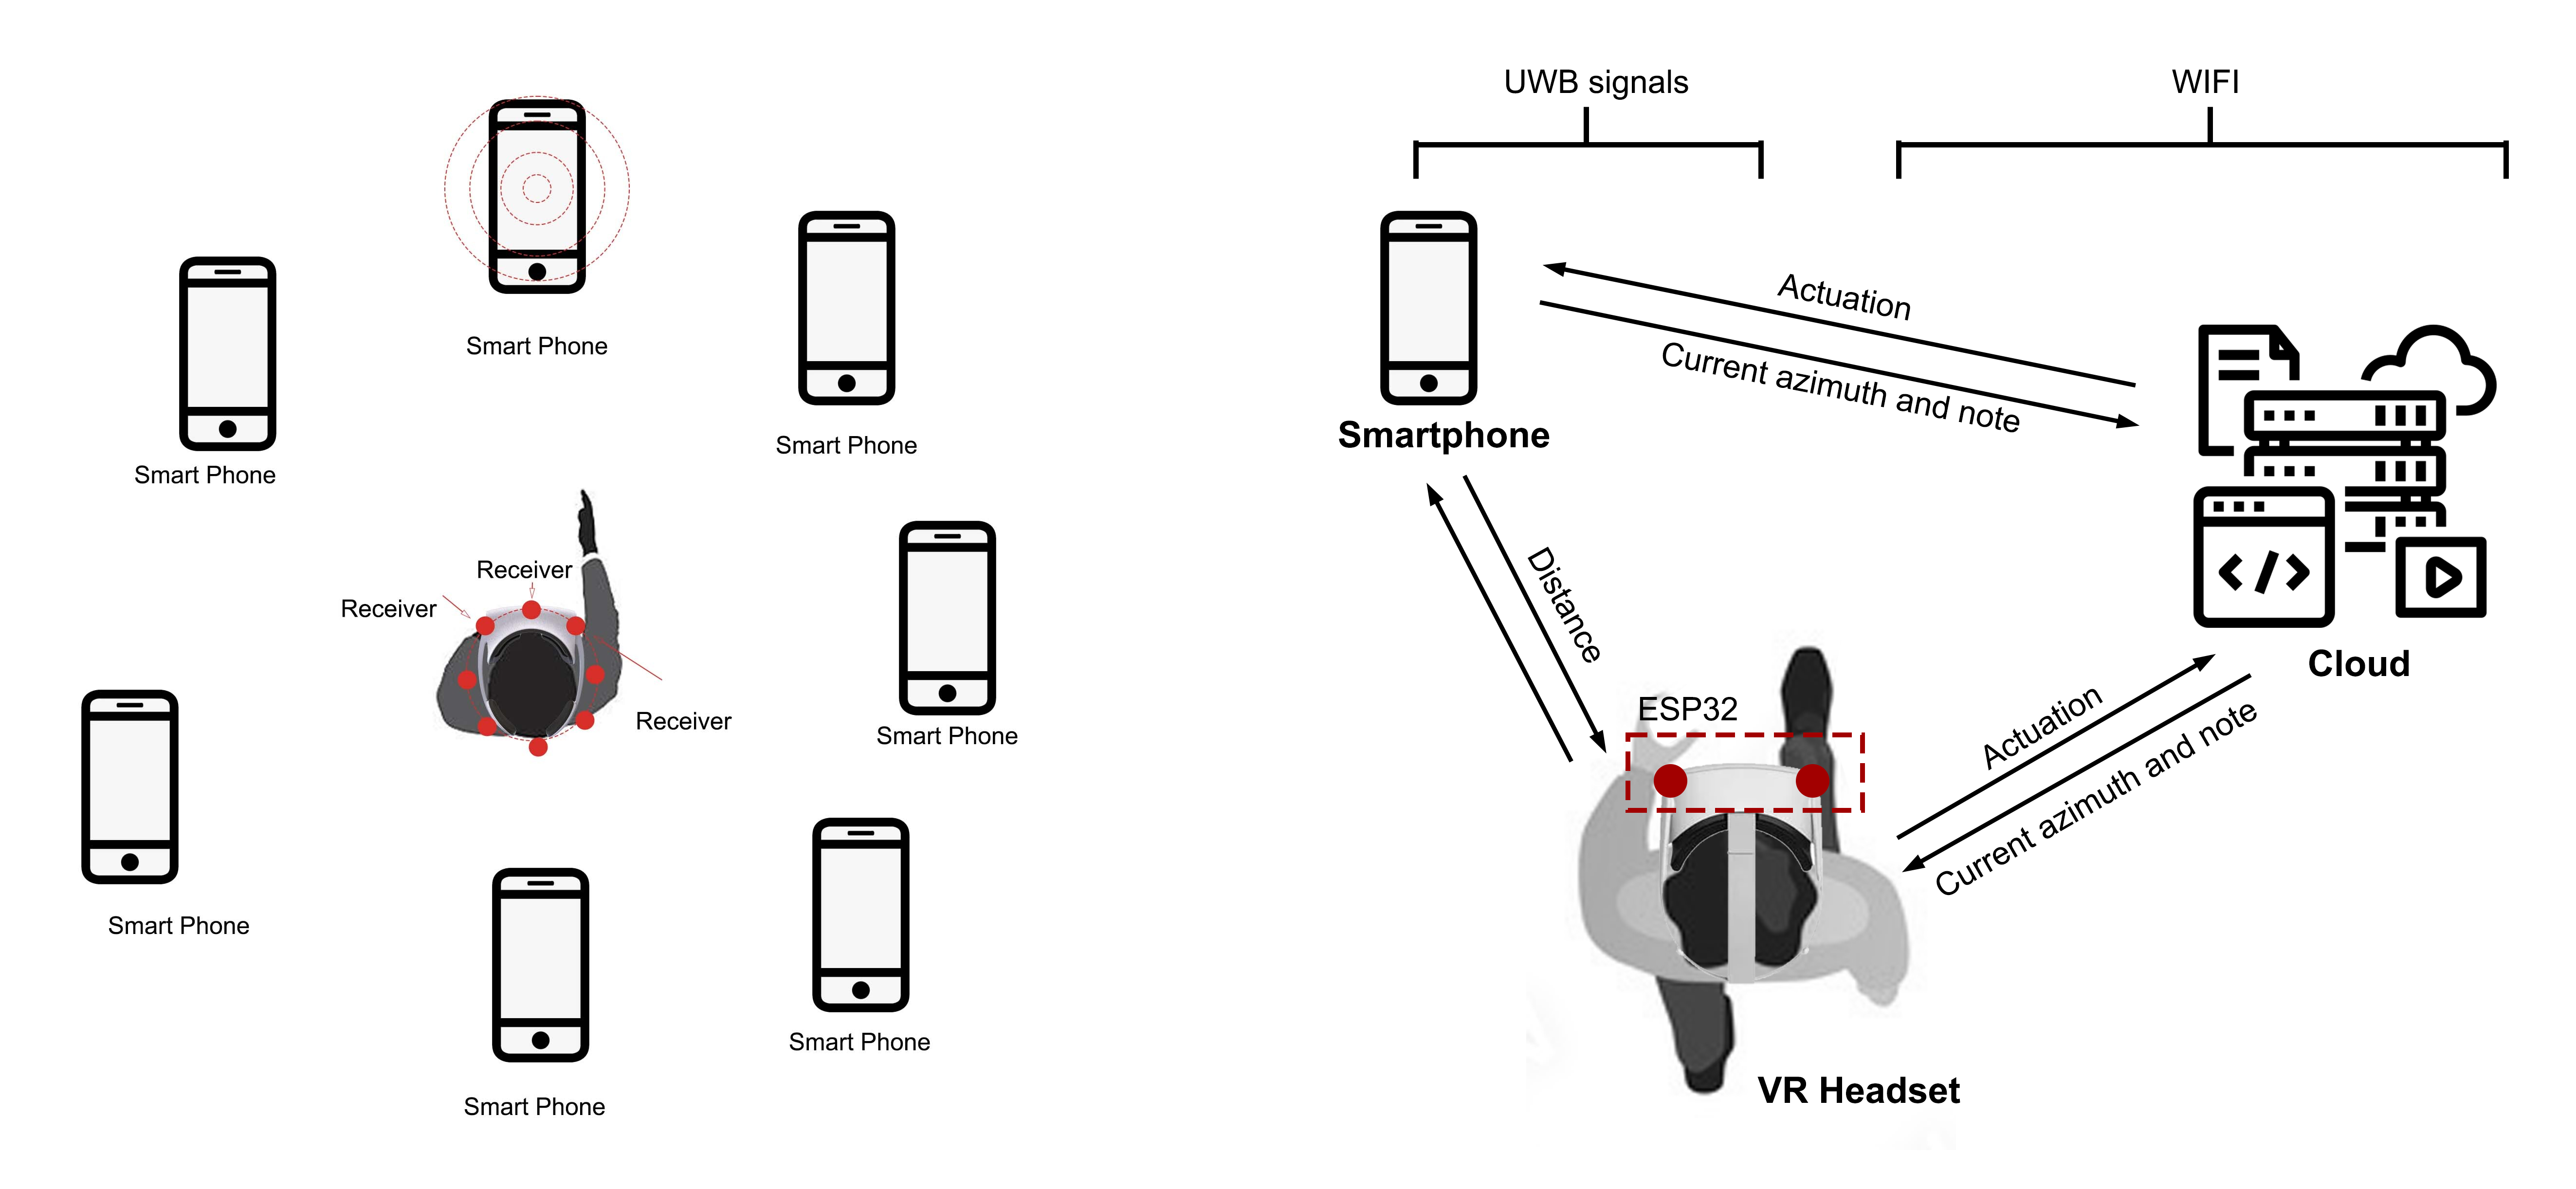 Smart Phone
Smart Phone
Smart Phone
Receiver
Receiver
Receiver
Smart Phone
Smart Phone
Smart Phone
Smart Phone
UWB signals
WIFI
Actuation
Current azimuth and note
Smartphone
Distance
ESP32
Cloud
Actuation
Current azimuth and note
VR Headset